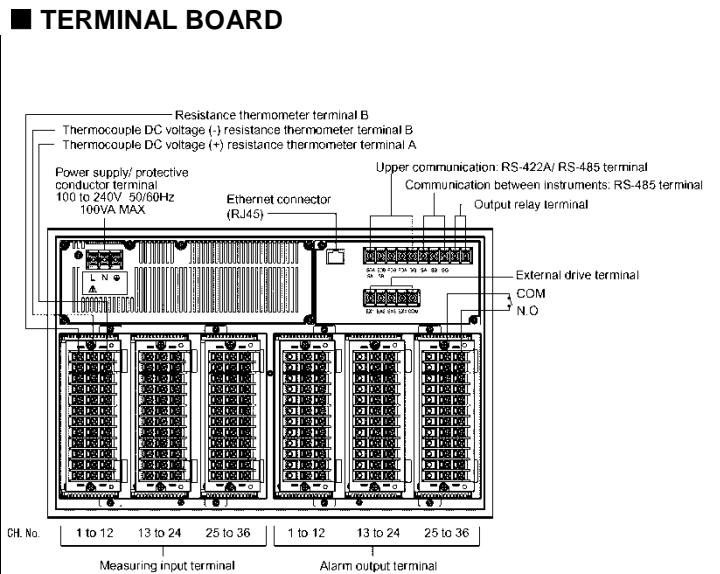 ■ TERMINAL BOARD
Resistance thermometer terminal B
Thermocouple DC voltage (-) resistance thermometer terminal B
Thermocouple DC voltage (+) resistance thermometer terminal A
Power supply/ protective
conductor terminal
100 to 240V 50/60Hz
100VA MAX
Ethernet connector
(RJ45)
Upper communication: RS-422A/ RS-485 terminal
Communication between instruments: RS-485 terminal
Output relay terminal
L N
External drive terminal
COM
N.O
CH. No.
1 to 12 13 to 24 25 to 36 1 to 12 13 to 24 25 to 36
Measuring input terminal Alarm output terminal